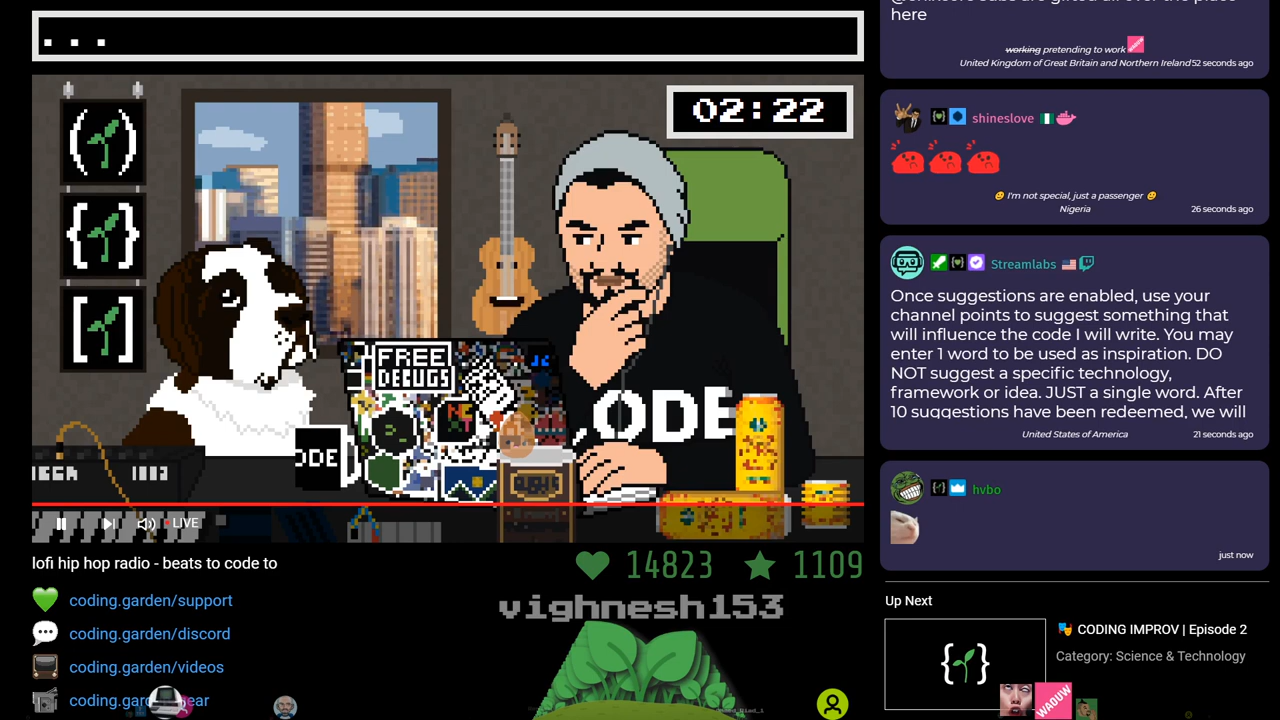 ...
02:22
FREE
DEBUGS
CODE
ODE
1983
LIVE
lofi hip hop radio - beats to code to
14823
1109
coding.garden/support
coding.garden/discord
coding.garden/videos
vighnesh153
here
working pretending to work
United Kingdom of Great Britain and Northern Ireland 52 seconds ago
shineslove
I'm not special, just a passenger
Nigeria
26 seconds ago
Streamlabs
Once suggestions are enabled, use your
channel points to suggest something that
will influence the code I will write. You may
enter 1 word to be used as inspiration. DO
NOT suggest a specific technology,
framework or idea. JUST a single word. After
10 suggestions have been redeemed, we will
United States of America
21 seconds ago
hvbo
just now
Up Next
CODING IMPROV | Episode 2
Category: Science & Technology
WAOUW